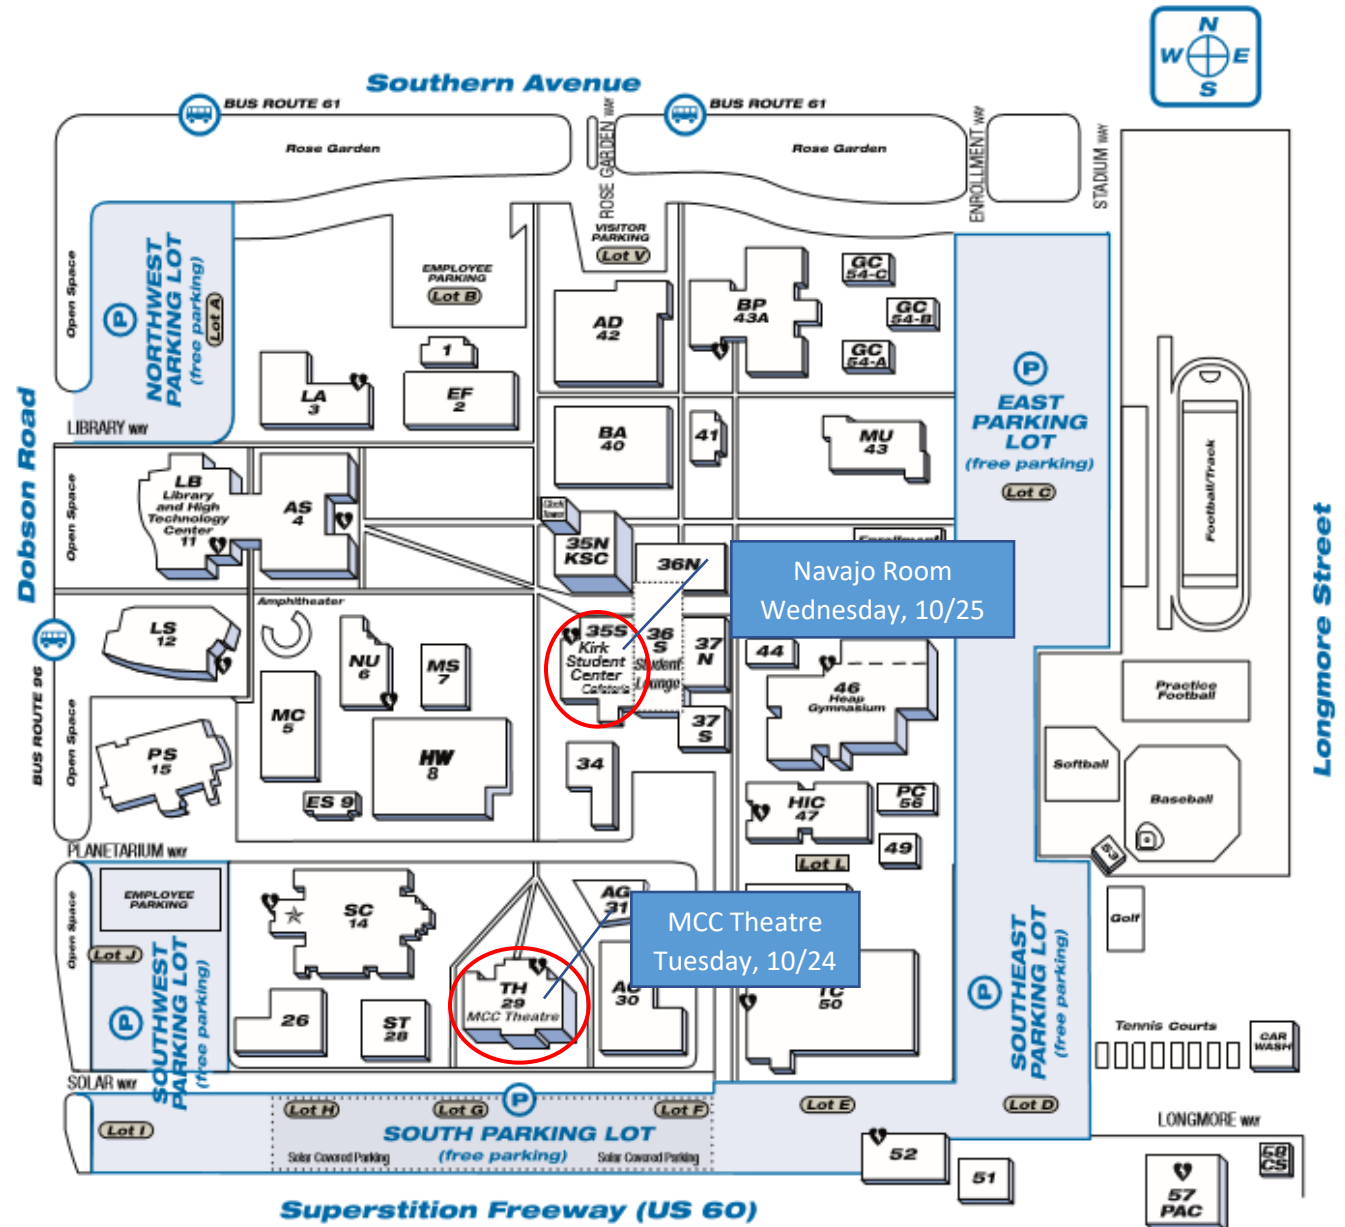 N
W E
S
Southern Avenue
BUS ROUTE 61
BUS ROUTE 61
Rose Garden
ROSE GARDEN WAY
Rose Garden
ENROLLMENT WAY
STADIUM WAY
Open Space
P
NORTHWEST
PARKING LOT
(free parking)
Lot A
EMPLOYEE
PARKING
Lot B
VISITOR
PARKING
Lot V
AD
42
BP
43A
GC
54-C
GC
54-B
GC
54-A
P
EAST
PARKING
LOT
(free parking)
Lot C
Football/Track
1
LA
3
EF
2
BA
40
41
MU
43
LIBRARY WAY
Dobson Road
Longmore Street
Open Space
LB
Library
and High
Technology
Center
11
AS
4
Clock
Tower
35N
KSC
36N
Enrollment
Navajo Room
Wednesday, 10/25
Amphitheater
LS
12
NU
6
MS
7
35S
Kirk
Student
Center
Cafeteria
36
S
Student
Lounge
37
N
37
S
44
46
Heap
Gymnasium
Practice
Football
BUS ROUTE 96
Open Space
MC
5
PS
15
HW
8
ES 9
34
HIC
47
PC
56
49
Lot L
Softball
Baseball
53
PLANETARIUM WAY
Open Space
EMPLOYEE
PARKING
Lot J
P
SOUTHWEST
PARKING LOT
(free parking)
SC
14
AG
31
MCC Theatre
Tuesday, 10/24
Golf
P
SOUTHEAST
PARKING LOT
(free parking)
26
ST
28
TH
29
MCC Theatre
AC
30
TC
50
Tennis Courts
CAR
WASH
SOLAR WAY
Lot I
Lot H
Lot G
P
Lot F
Lot E
Lot D
SOUTH PARKING LOT
(free parking)
Solar Covered Parking
Solar Covered Parking
LONGMORE WAY
52
51
58
CS
57
PAC
Superstition Freeway (US 60)